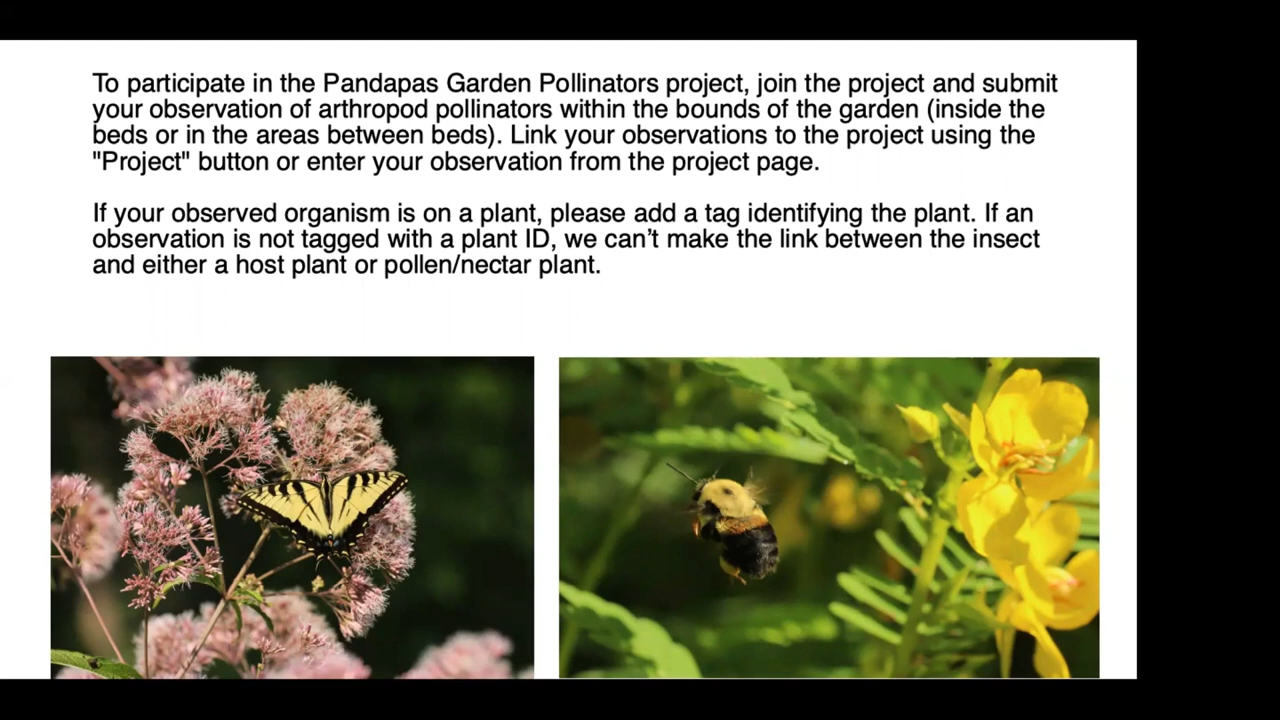 To participate in the Pandapas Garden Pollinators project, join the project and submit
your observation of arthropod pollinators within the bounds of the garden (inside the
beds or in the areas between beds). Link your observations to the project using the
"Project" button or enter your observation from the project page.
If your observed organism is on a plant, please add a tag identifying the plant. If an
observation is not tagged with a plant ID, we can’t make the link between the insect
and either a host plant or pollen/nectar plant.